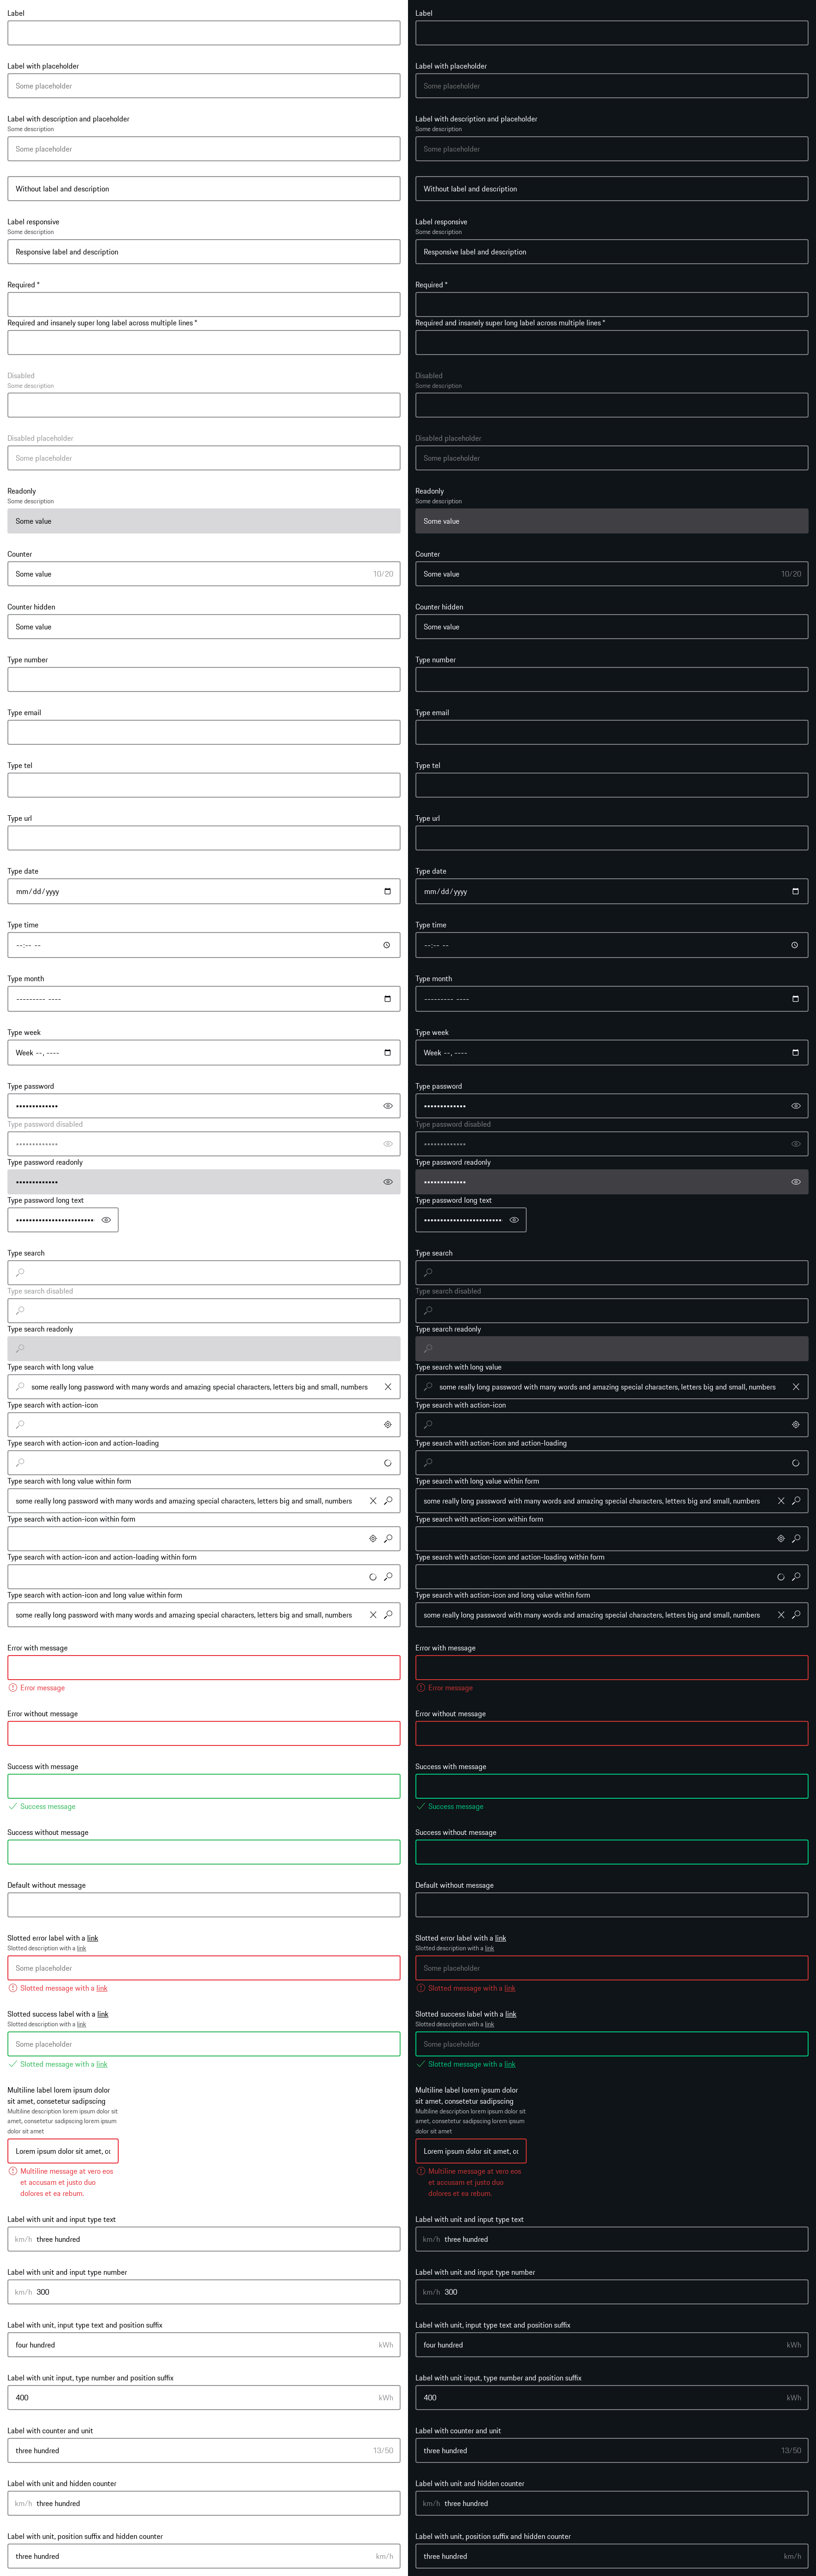 Label
Label with placeholder
Some placeholder
Label with description and placeholder
Some description
Some placeholder
Without label and description
Label responsive
Some description
Responsive label and description
Required *
Required and insanely super long label across multiple lines *
Disabled
Some description
Disabled placeholder
Some placeholder
Readonly
Some description
Some value
Counter
Some value 10/20
Counter hidden
Some value
Type number
Type email
Type tel
Type url
Type date
mm/dd/yyyy
Type time
--:-- --
Type month
--------- ----
Type week
Week --, ----
Type password
•••••••••••••
Type password disabled
•••••••••••••
Type password readonly
•••••••••••••
Type password long text
••••••••••••••••••••••••
Type search
Type search disabled
Type search readonly
Type search with long value
some really long password with many words and amazing special characters, letters big and small, numbers
Type search with action-icon
Type search with action-icon and action-loading
Type search with long value within form
some really long password with many words and amazing special characters, letters big and small, numbers
Type search with action-icon within form
Type search with action-icon and action-loading within form
Type search with action-icon and long value within form
some really long password with many words and amazing special characters, letters big and small, numbers
Error with message
Error message
Error without message
Success with message
Success message
Success without message
Default without message
Slotted error label with a link
Slotted description with a link
Some placeholder
Slotted message with a link
Slotted success label with a link
Slotted description with a link
Some placeholder
Slotted message with a link
Multiline label lorem ipsum dolor
sit amet, consetetur sadipscing
Multiline description lorem ipsum dolor sit
amet, consetetur sadipscing lorem ipsum
dolor sit amet
Lorem ipsum dolor sit amet, cc
Multiline message at vero eos
et accusam et justo duo
dolores et ea rebum.
Label with unit and input type text
km/h three hundred
Label with unit and input type number
km/h 300
Label with unit, input type text and position suffix
four hundred kWh
Label with unit input, type number and position suffix
400 kWh
Label with counter and unit
three hundred 13/50
Label with unit and hidden counter
km/h three hundred
Label with unit, position suffix and hidden counter
three hundred km/h
Label
Label with placeholder
Some placeholder
Label with description and placeholder
Some description
Some placeholder
Without label and description
Label responsive
Some description
Responsive label and description
Required *
Required and insanely super long label across multiple lines *
Disabled
Some description
Disabled placeholder
Some placeholder
Readonly
Some description
Some value
Counter
Some value 10/20
Counter hidden
Some value
Type number
Type email
Type tel
Type url
Type date
mm/dd/yyyy
Type time
--:-- --
Type month
--------- ----
Type week
Week --, ----
Type password
•••••••••••••
Type password disabled
•••••••••••••
Type password readonly
•••••••••••••
Type password long text
••••••••••••••••••••••••
Type search
Type search disabled
Type search readonly
Type search with long value
some really long password with many words and amazing special characters, letters big and small, numbers
Type search with action-icon
Type search with action-icon and action-loading
Type search with long value within form
some really long password with many words and amazing special characters, letters big and small, numbers
Type search with action-icon within form
Type search with action-icon and action-loading within form
Type search with action-icon and long value within form
some really long password with many words and amazing special characters, letters big and small, numbers
Error with message
Error message
Error without message
Success with message
Success message
Success without message
Default without message
Slotted error label with a link
Slotted description with a link
Some placeholder
Slotted message with a link
Slotted success label with a link
Slotted description with a link
Some placeholder
Slotted message with a link
Multiline label lorem ipsum dolor
sit amet, consetetur sadipscing
Multiline description lorem ipsum dolor sit
amet, consetetur sadipscing lorem ipsum
dolor sit amet
Lorem ipsum dolor sit amet, cc
Multiline message at vero eos
et accusam et justo duo
dolores et ea rebum.
Label with unit and input type text
km/h three hundred
Label with unit and input type number
km/h 300
Label with unit, input type text and position suffix
four hundred kWh
Label with unit input, type number and position suffix
400 kWh
Label with counter and unit
three hundred 13/50
Label with unit and hidden counter
km/h three hundred
Label with unit, position suffix and hidden counter
three hundred km/h